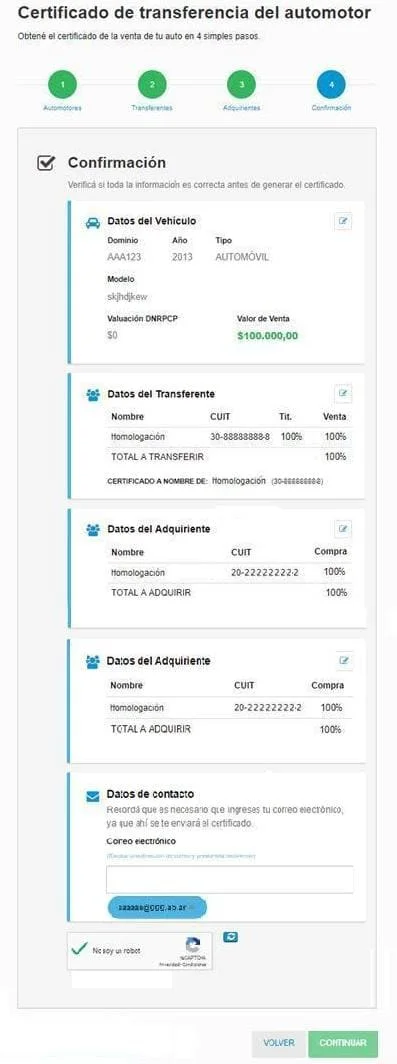 Certificado de transferencia del automotor
Obtené el certificado de la venta de tu auto en 4 simples pasos.
1 2 3 4
Automotores Transferentes Adquirientes Confirmación
Confirmación
Verificá si toda la información es correcta antes de generar el certificado.
Datos del Vehículo
Dominio Año Tipo
AAA123 2013 AUTOMÓVIL
Modelo
skjhdjkew
Valuación DNRPCP Valor de Venta
$0 $100.000,00
Datos del Transferente
Nombre CUIT Tit. Venta
Homologación 30-88888888-8 100% 100%
TOTAL A TRANSFERIR 100%
CERTIFICADO A NOMBRE DE: Homologación (30-88888888-8)
Datos del Adquiriente
Nombre CUIT Compra
Homologación 20-22222222-2 100%
TOTAL A ADQUIRIR 100%
Datos del Adquiriente
Nombre CUIT Compra
Homologación 20-22222222-2 100%
TOTAL A ADQUIRIR 100%
Datos de contacto
Recordá que es necesario que ingreses tu correo electrónico,
ya que ahí se te enviará el certificado.
Correo electrónico
No soy un robot
reCAPTCHA
Privacidad - Condiciones
VOLVER CONTINUAR